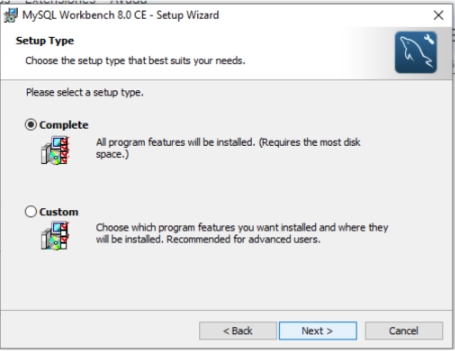 Extensiones Ayuda
MySQL Workbench 8.0 CE - Setup Wizard
Setup Type
Choose the setup type that best suits your needs.
Please select a setup type.
Complete
All program features will be installed. (Requires the most disk
space.)
Custom
Choose which program features you want installed and where they
will be installed. Recommended for advanced users.
< Back Next > Cancel